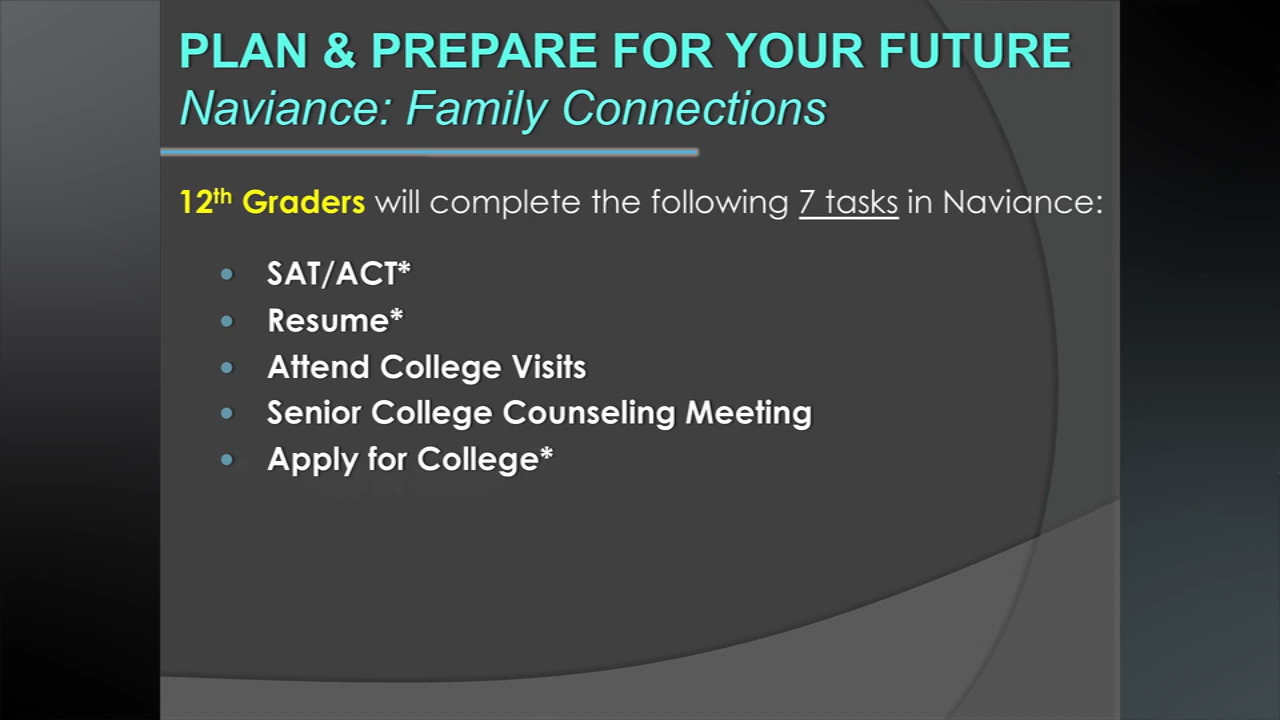 PLAN & PREPARE FOR YOUR FUTURE
Naviance: Family Connections
12th Graders will complete the following 7 tasks in Naviance:
• SAT/ACT*
• Resume*
• Attend College Visits
• Senior College Counseling Meeting
• Apply for College*